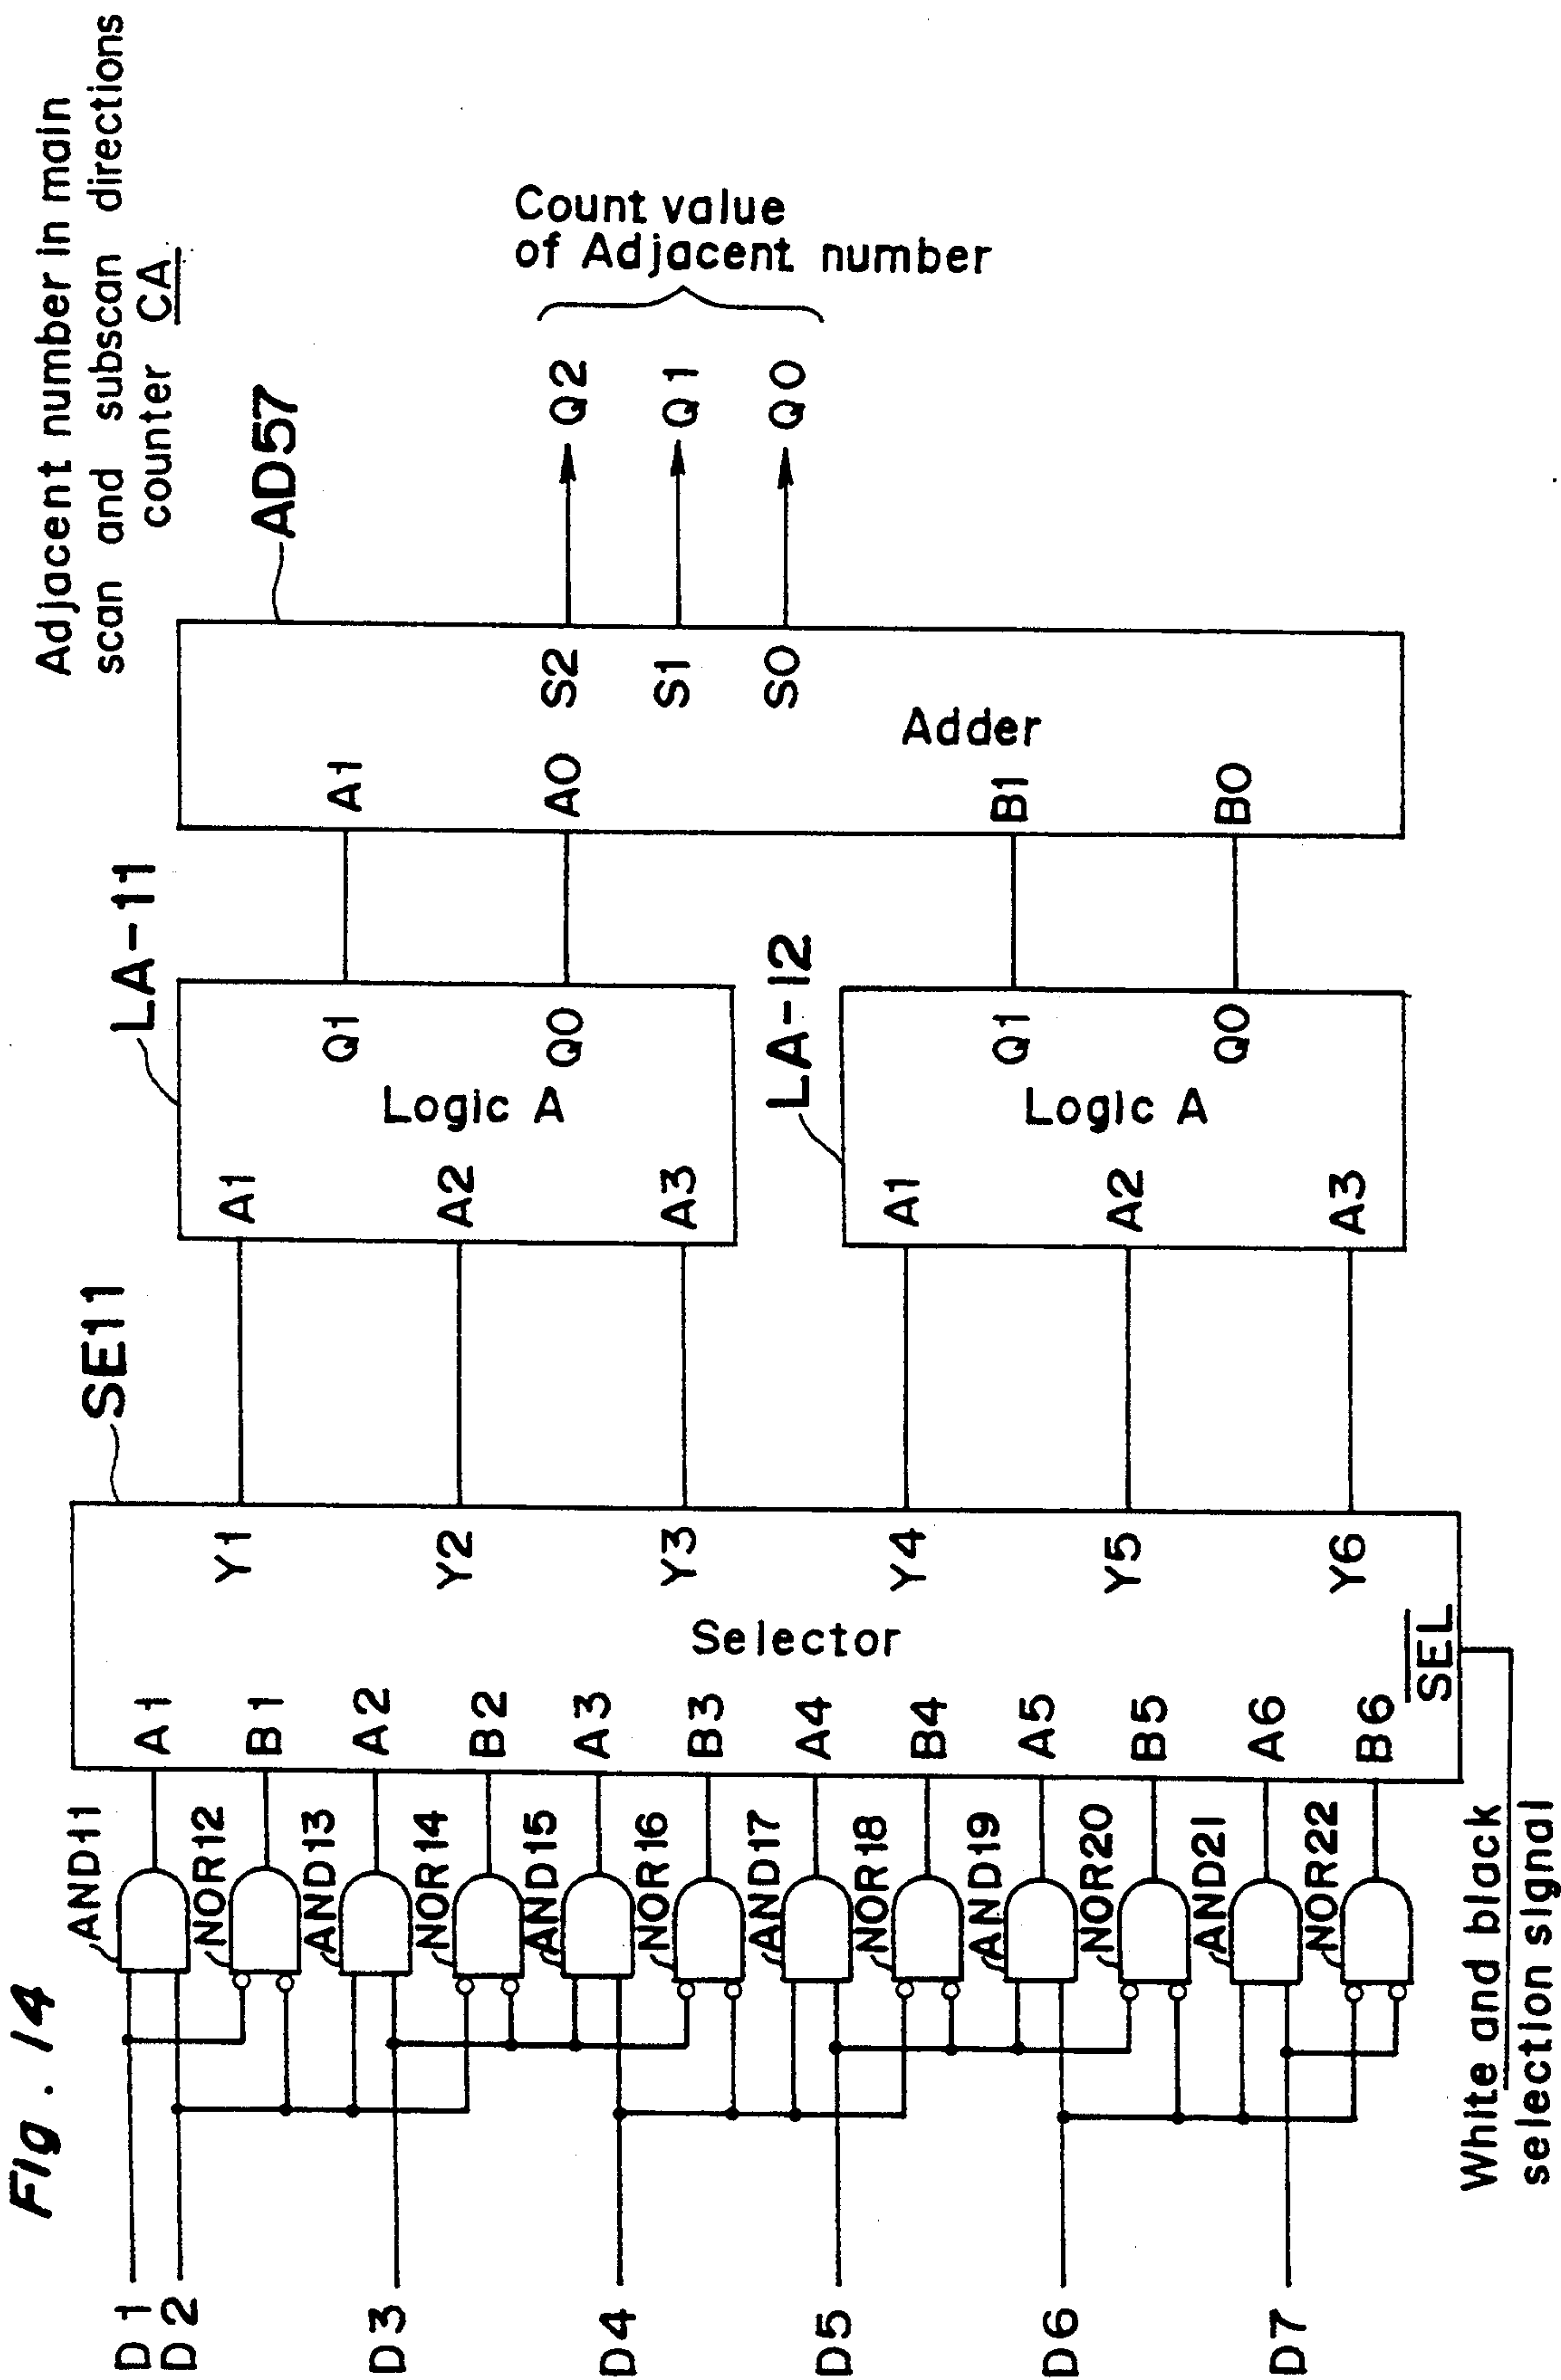 Fig. 14
Adjacent number in main
scan and subscan directions
counter CA
D1
D2
D3
D4
D5
D6
D7
AND11
NOR12
AND13
NOR14
AND15
NOR16
AND17
NOR18
AND19
NOR20
AND21
NOR22
SE11
A1
B1
A2
B2
A3
B3
A4
B4
A5
B5
A6
B6
Selector
SEL
Y1
Y2
Y3
Y4
Y5
Y6
White and black
selection signal
LA-11
A1
A2
A3
Logic A
Q1
Q0
LA-12
A1
A2
A3
Logic A
Q1
Q0
AD57
A1
A0
B1
B0
Adder
S2
S1
S0
Q2
Q1
Q0
Count value
of Adjacent number